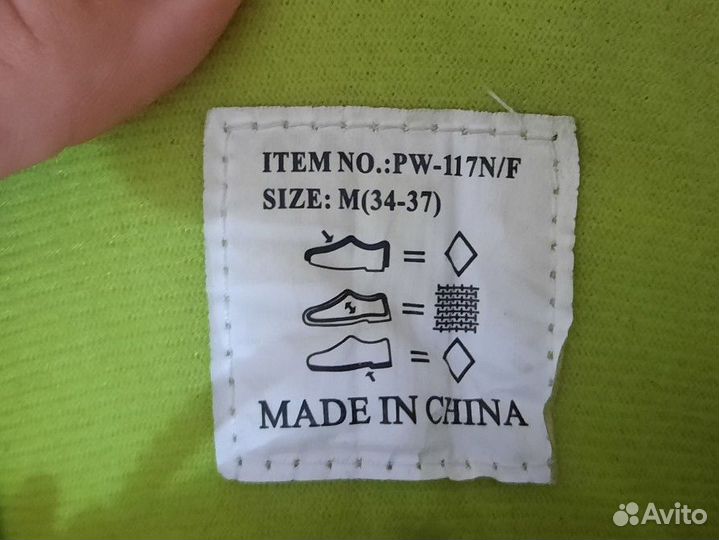 ITEM NO.:PW-117N/F
SIZE: M(34-37)
=
=
=
MADE IN CHINA
Avito